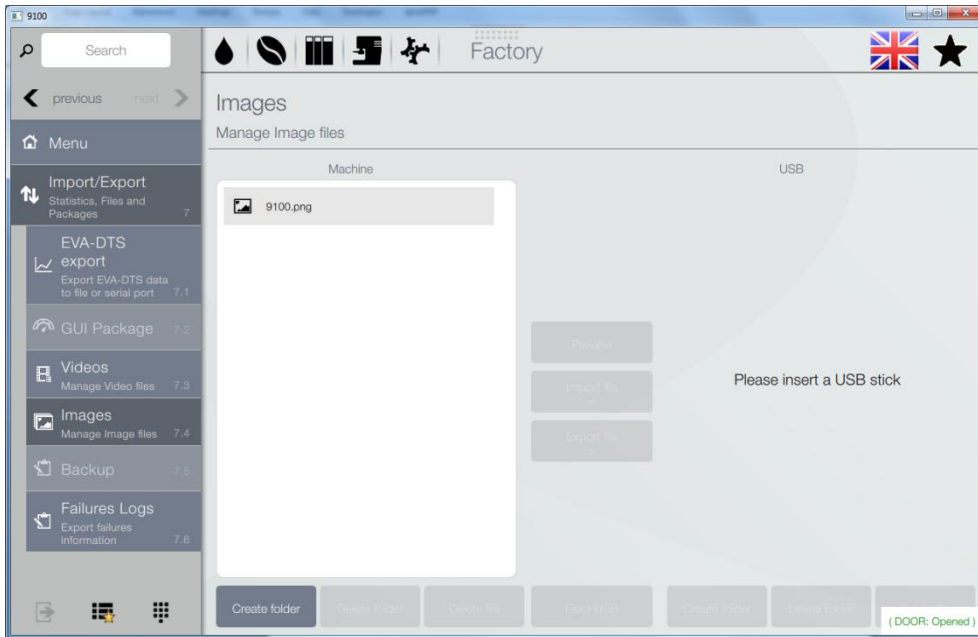 9100
Search
Factory
previous next
Images
Manage Image files
Menu
Machine
USB
Import/Export
Statistics, Files and
Packages 7
9100.png
EVA-DTS
export
Export EVA-DTS data
to file or serial port 7.1
GUI Package 7.2
Videos
Manage Video files 7.3
Images
Manage Image files 7.4
Backup 7.5
Failures Logs
Export failures
information 7.6
Preview
Import file
<
Export file
>
Please insert a USB stick
Create folder
Delete folder
Delete file
Eject USB
Create folder
Delete folder
( DOOR: Opened )